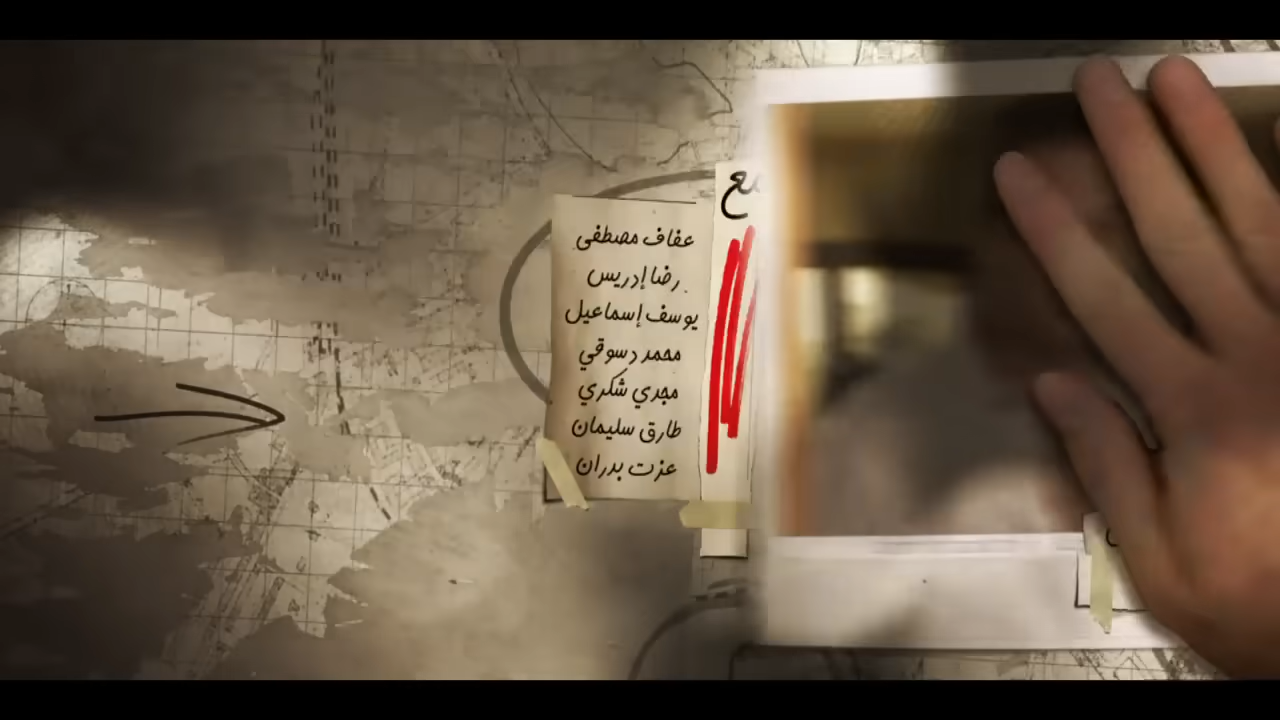 عفاف مصطفى
رضا إدريس
يوسف إسماعيل
محمد دسوقي
مجدي شكري
طارق سليمان
عزت بدران